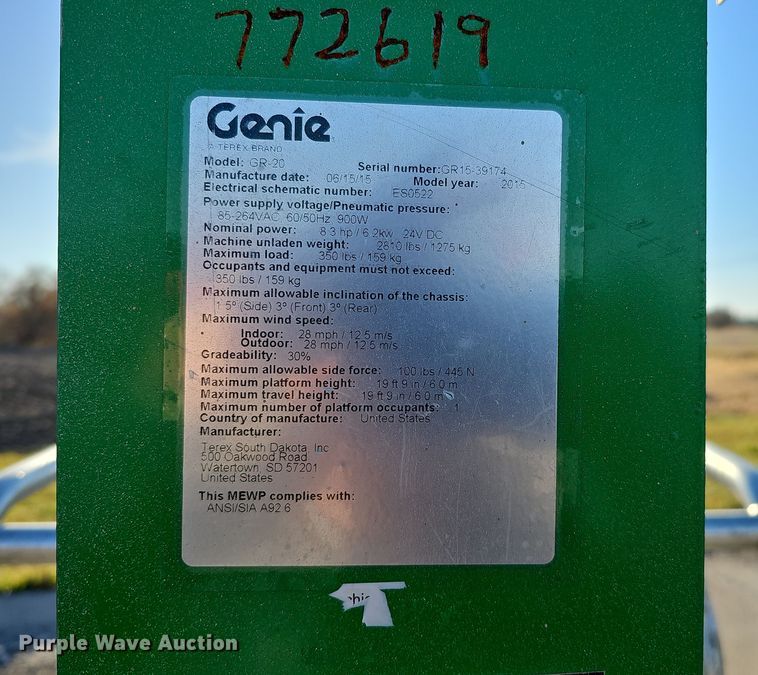 772619
Genie
A TEREX BRAND
Model: GR-20 Serial number:GR15-39174
Manufacture date: 06/15/15 Model year: 2015
Electrical schematic number: ES0522
Power supply voltage/Pneumatic pressure:
85-264VAC, 60/50Hz, 900W
Nominal power: 8.3 hp / 6.2kw, 24V DC
Machine unladen weight: 2810 lbs / 1275 kg
Maximum load: 350 lbs / 159 kg
Occupants and equipment must not exceed:
350 lbs / 159 kg
Maximum allowable inclination of the chassis:
1.5º (Side) 3º (Front) 3º (Rear)
Maximum wind speed:
Indoor: 28 mph / 12.5 m/s
Outdoor: 28 mph / 12.5 m/s
Gradeability: 30%
Maximum allowable side force: 100 lbs / 445 N
Maximum platform height: 19 ft 9 in / 6.0 m
Maximum travel height: 19 ft 9 in / 6.0 m
Maximum number of platform occupants: 1
Country of manufacture: United States
Manufacturer:
Terex South Dakota, Inc
500 Oakwood Road
Watertown, SD 57201
United States
This MEWP complies with:
ANSI/SIA A92.6
Purple Wave Auction